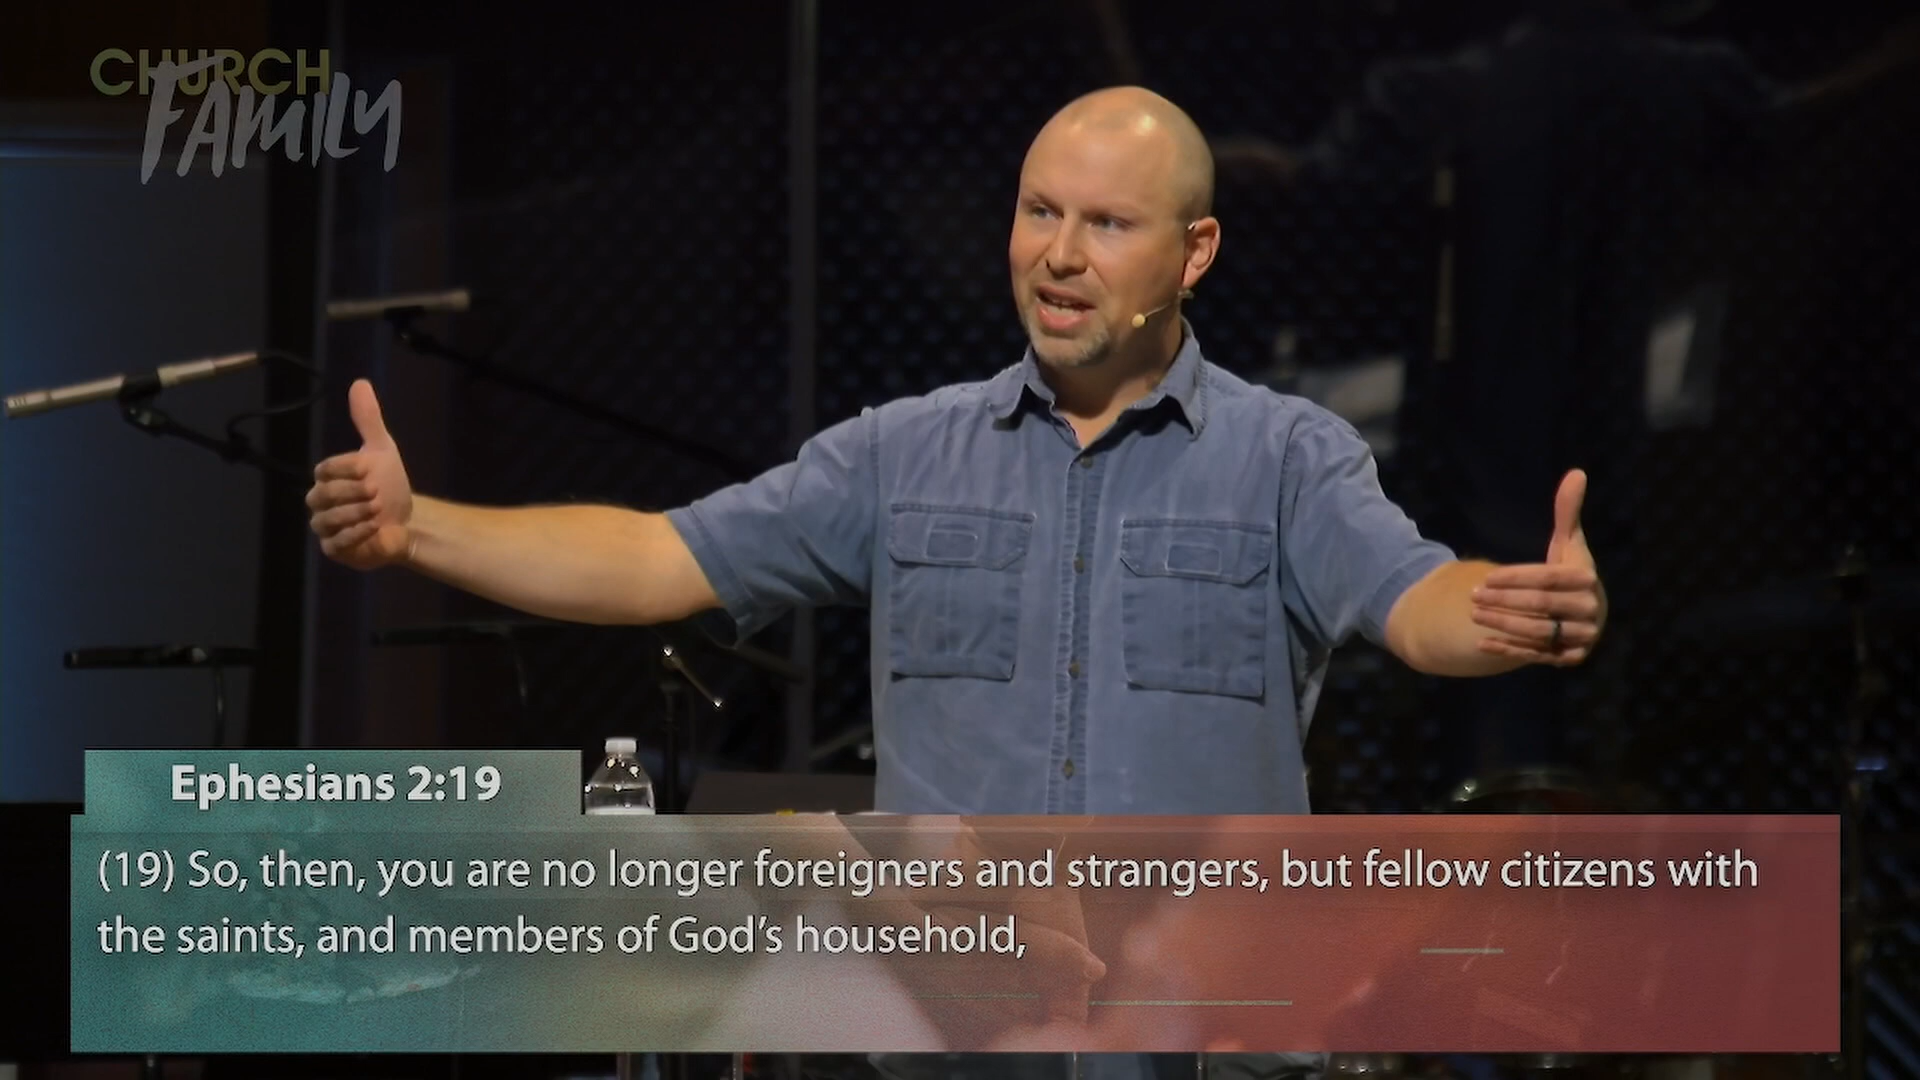 CHURCH
FAMILY
Ephesians 2:19
(19) So, then, you are no longer foreigners and strangers, but fellow citizens with
the saints, and members of God’s household,